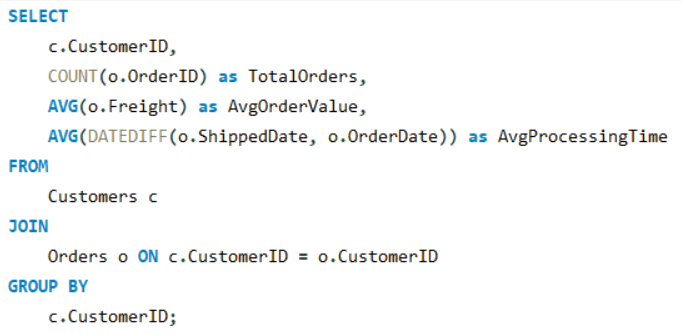 SELECT
    c.CustomerID,
    COUNT(o.OrderID) as TotalOrders,
    AVG(o.Freight) as AvgOrderValue,
    AVG(DATEDIFF(o.ShippedDate, o.OrderDate)) as AvgProcessingTime
FROM
    Customers c
JOIN
    Orders o ON c.CustomerID = o.CustomerID
GROUP BY
    c.CustomerID;